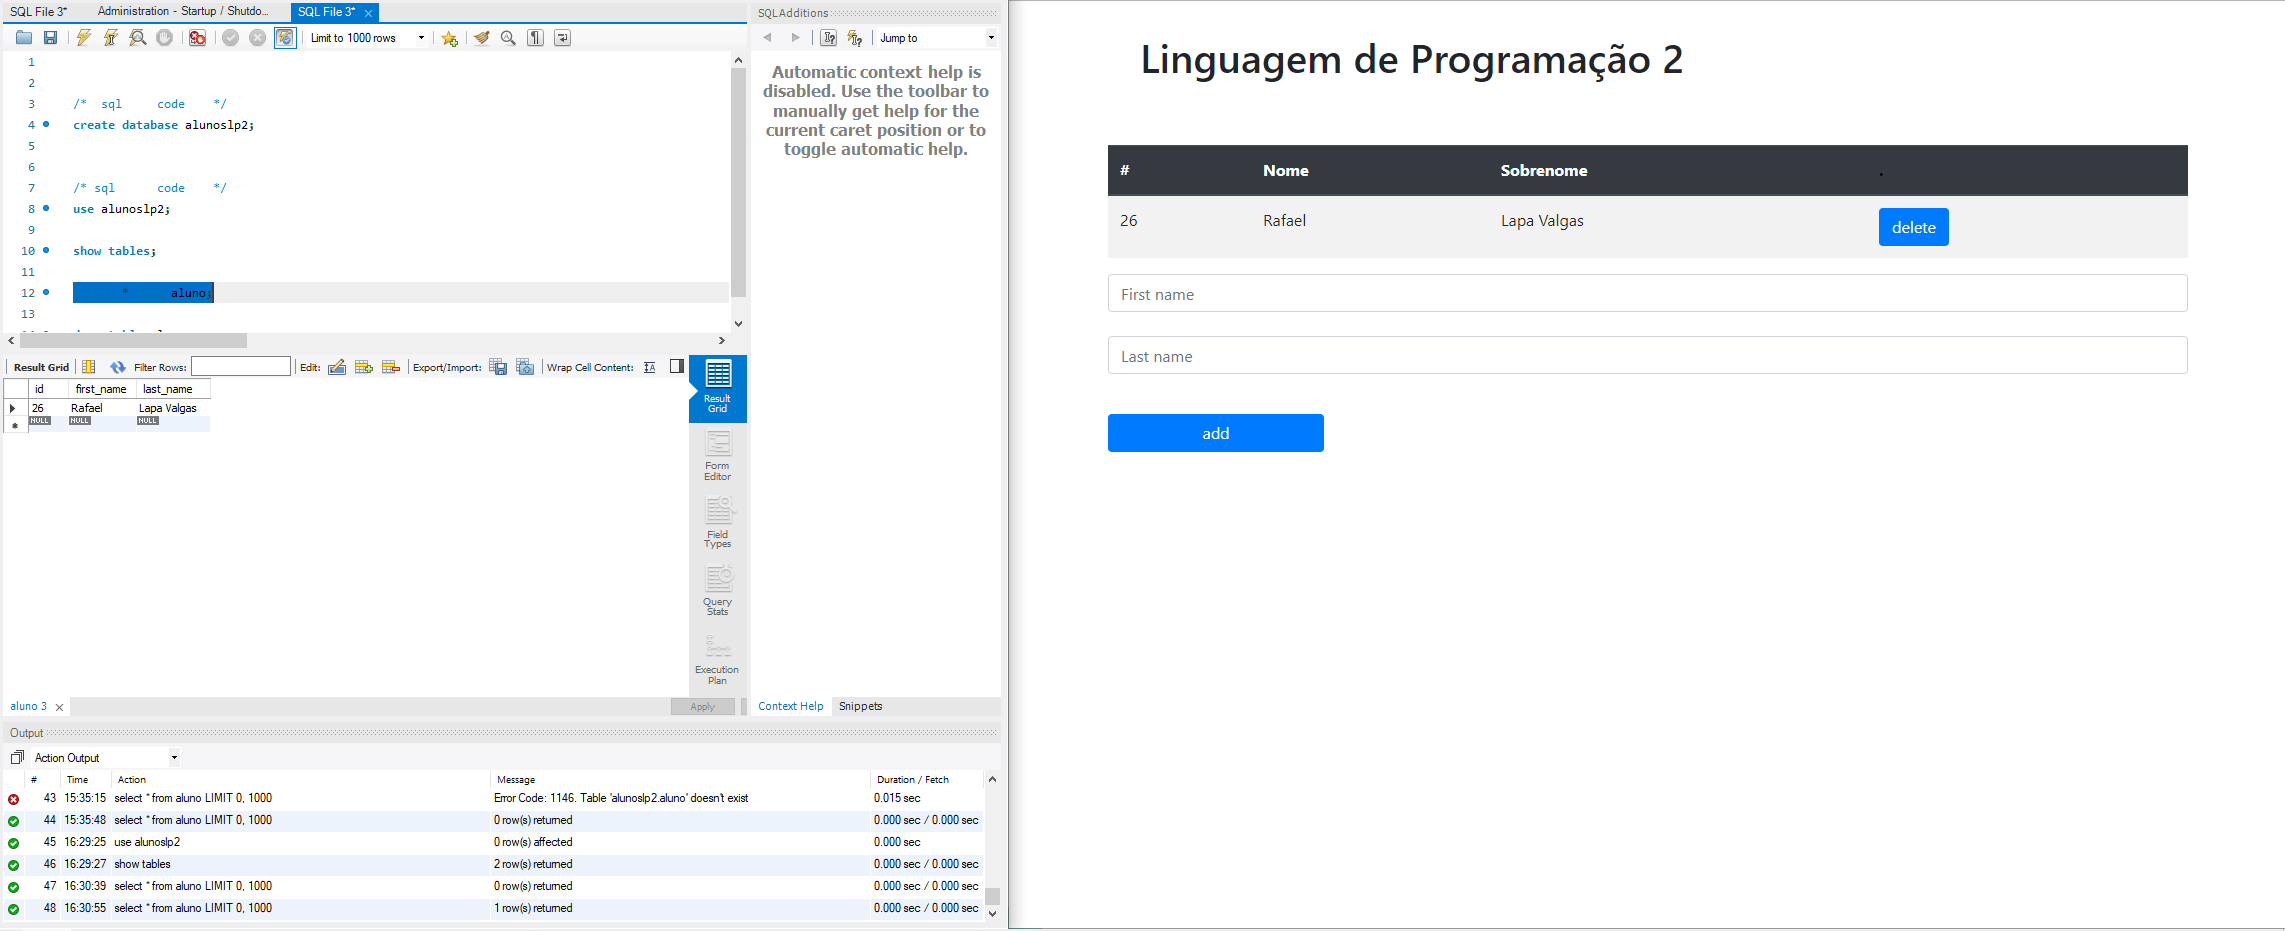 SQL File 3*
Administration - Startup / Shutdo...
SQL File 3*
Limit to 1000 rows
1
2
3 /* sql code */
4 create database alunoslp2;
5
6
7 /* sql code */
8 use alunoslp2;
9
10 show tables;
11
12 * aluno;
13
SQLAdditions
Jump to
Automatic context help is
disabled. Use the toolbar to
manually get help for the
current caret position or to
toggle automatic help.
Result Grid
Filter Rows:
Edit:
Export/Import:
Wrap Cell Content:
id first_name last_name
26 Rafael Lapa Valgas
NULL NULL NULL
Result
Grid
Form
Editor
Field
Types
Query
Stats
Execution
Plan
aluno 3
Apply
Context Help
Snippets
Output
Action Output
# Time Action Message Duration / Fetch
43 15:35:15 select * from aluno LIMIT 0, 1000 Error Code: 1146. Table 'alunoslp2.aluno' doesn't exist 0.015 sec
44 15:35:48 select * from aluno LIMIT 0, 1000 0 row(s) returned 0.000 sec / 0.000 sec
45 16:29:25 use alunoslp2 0 row(s) affected 0.000 sec
46 16:29:27 show tables 2 row(s) returned 0.000 sec / 0.000 sec
47 16:30:39 select * from aluno LIMIT 0, 1000 0 row(s) returned 0.000 sec / 0.000 sec
48 16:30:55 select * from aluno LIMIT 0, 1000 1 row(s) returned 0.000 sec / 0.000 sec
Linguagem de Programação 2
# Nome Sobrenome .
26 Rafael Lapa Valgas delete
First name
Last name
add